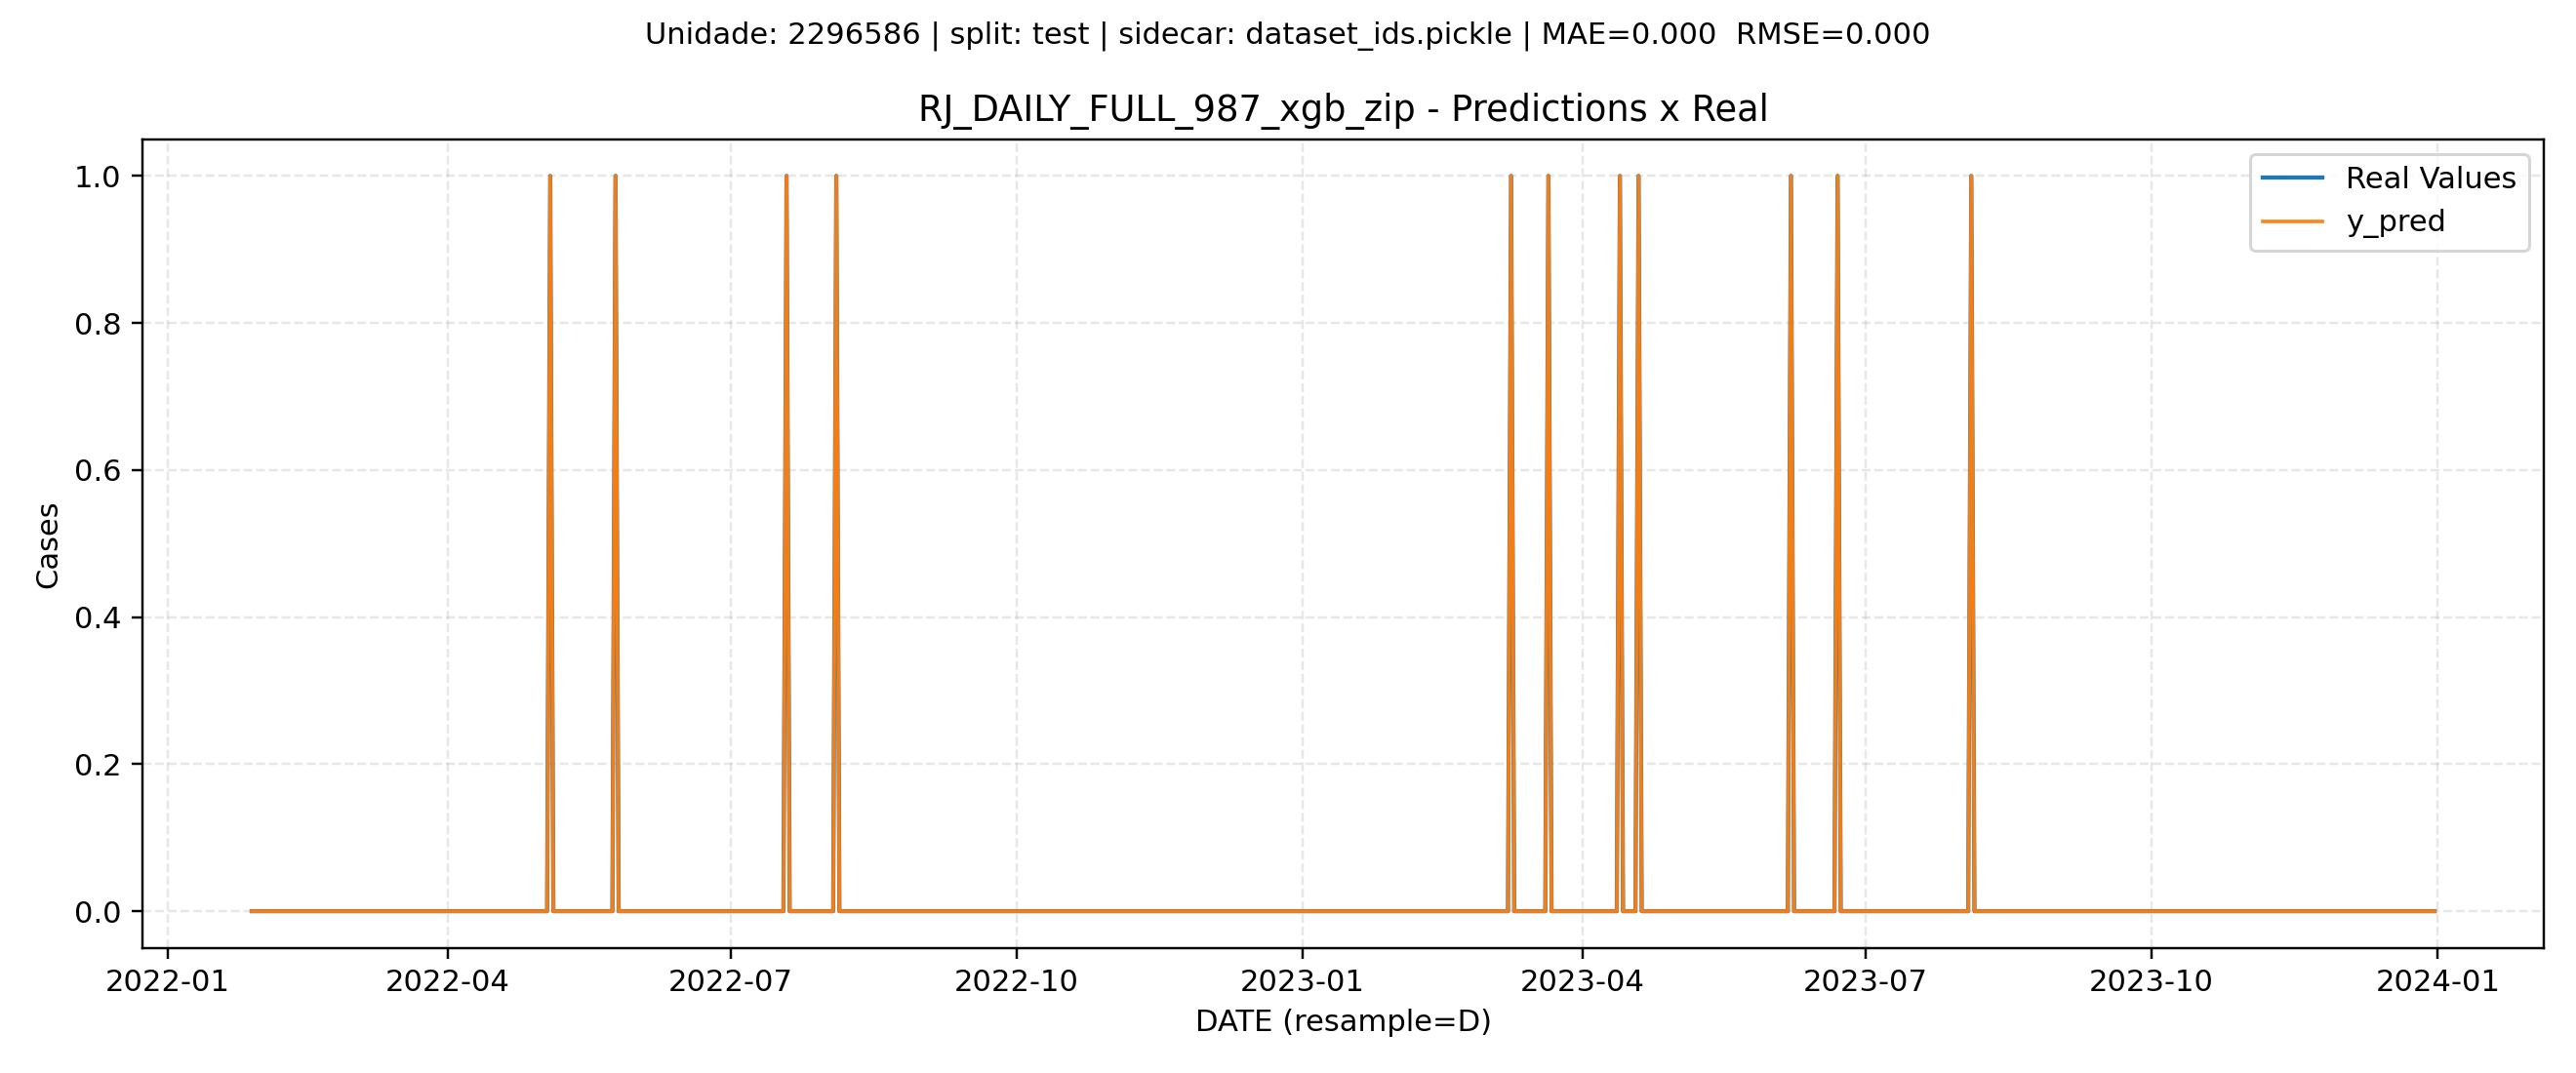 Unidade: 2296586 | split: test | sidecar: dataset_ids.pickle | MAE=0.000  RMSE=0.000
RJ_DAILY_FULL_987_xgb_zip - Predictions x Real
Real Values
y_pred
1.0
0.8
0.6
0.4
0.2
0.0
Cases
2022-01 2022-04 2022-07 2022-10 2023-01 2023-04 2023-07 2023-10 2024-01
DATE (resample=D)